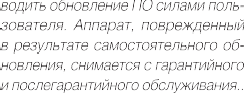 водить обновление ПО силами поль-
зователя. Аппарат, поврежденный
в результате самостоятельного об-
новления, снимается с гарантийного
и послегарантийного обслуживания..